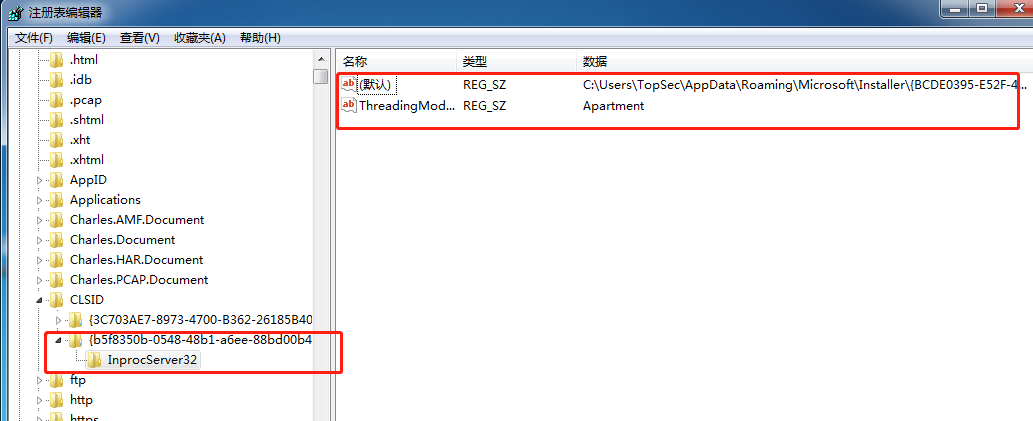 注册表编辑器
文件(F) 编辑(E) 查看(V) 收藏夹(A) 帮助(H)
.html
.idb
.pcap
.shtml
.xht
.xhtml
AppID
Applications
Charles.AMF.Document
Charles.Document
Charles.HAR.Document
Charles.PCAP.Document
CLSID
{3C703AE7-8973-4700-B362-26185B40
{b5f8350b-0548-48b1-a6ee-88bd00b4
InprocServer32
ftp
http
https
名称 类型 数据
ab (默认) REG_SZ C:\Users\TopSec\AppData\Roaming\Microsoft\Installer\{BCDE0395-E52F-4...
ab ThreadingMod... REG_SZ Apartment